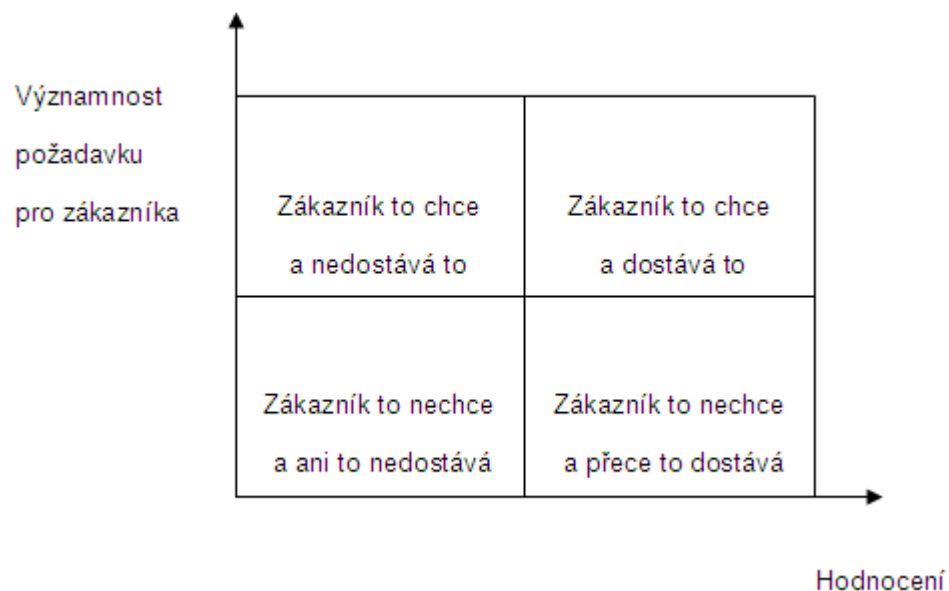 Významnost
požadavku
pro zákazníka
Zákazník to chce
a nedostává to
Zákazník to chce
a dostává to
Zákazník to nechce
a ani to nedostává
Zákazník to nechce
a přece to dostává
Hodnocení